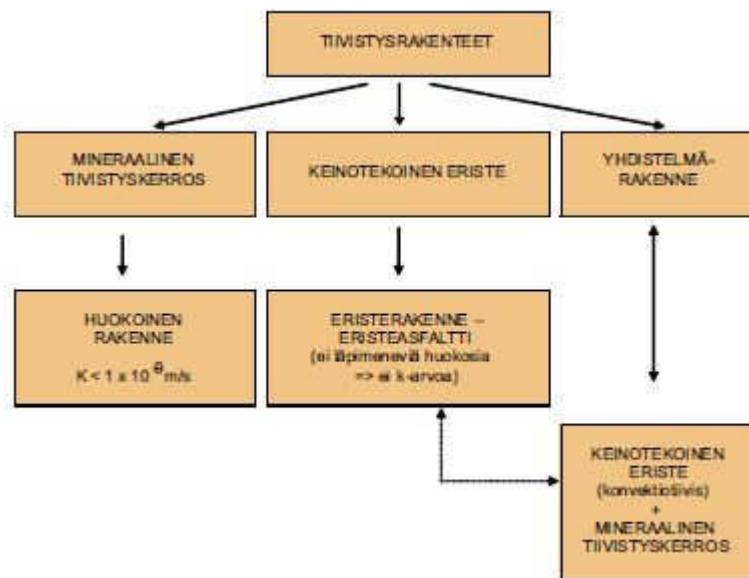 TIIVISTYSRAKENTEET
MINERAALINEN
TIIVISTYSKERROS
KEINOTEKOINEN ERISTE
YHDISTELMÄ-
RAKENNE
HUOKOINEN
RAKENNE
K < 1 x 10 m/s
ERISTERAKENNE –
ERISTEASFALTTI
(ei läpimeneviä huokosia
=> ei k-arvoa)
KEINOTEKOINEN
ERISTE
(konvektiotiivis)
+
MINERAALINEN
TIIVISTYSKERROS